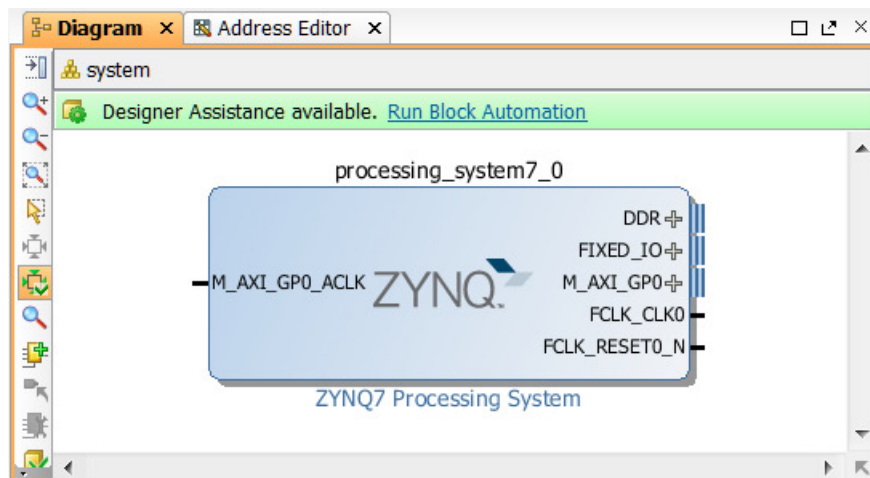 Diagram × Address Editor ×
system
Designer Assistance available. Run Block Automation
processing_system7_0
DDR
FIXED_IO
M_AXI_GP0_ACLK ZYNQ M_AXI_GP0
FCLK_CLK0
FCLK_RESET0_N
ZYNQ7 Processing System